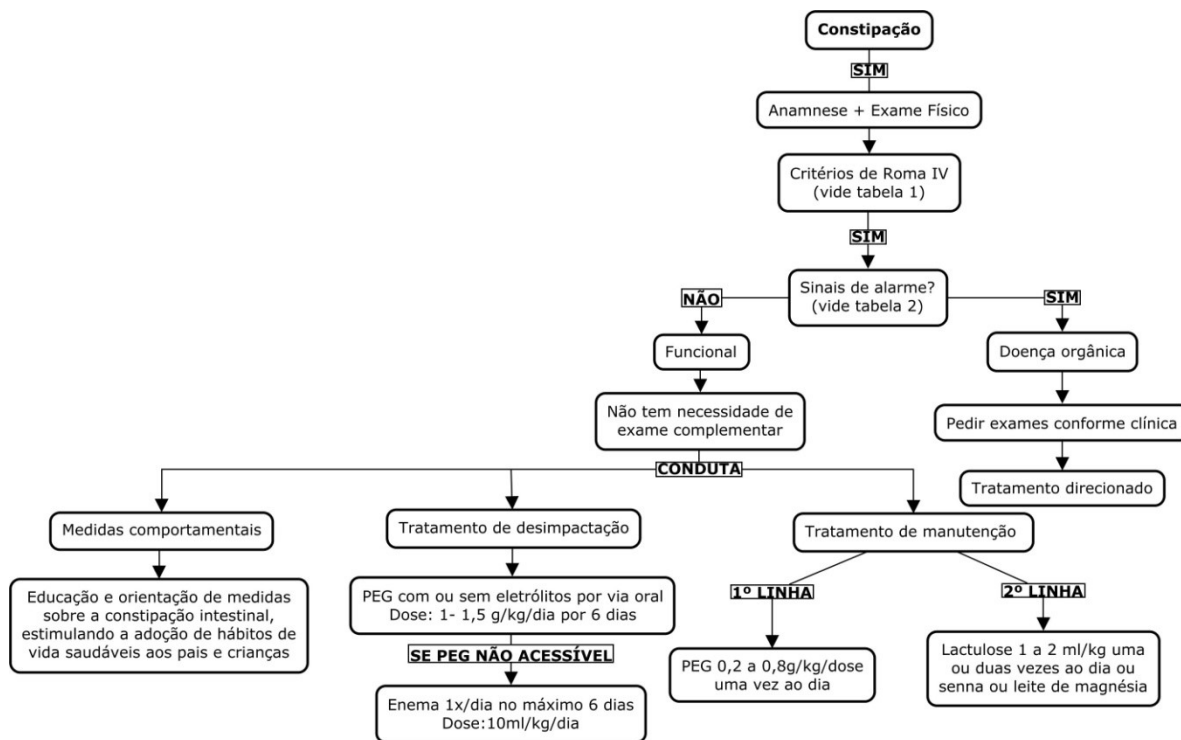 Constipação
SIM
Anamnese + Exame Físico
Critérios de Roma IV
(vide tabela 1)
SIM
Sinais de alarme?
(vide tabela 2)
NÃO
SIM
Funcional
Doença orgânica
Não tem necessidade de
exame complementar
Pedir exames conforme clínica
Tratamento direcionado
CONDUTA
Medidas comportamentais
Educação e orientação de medidas
sobre a constipação intestinal,
estimulando a adoção de hábitos de
vida saudáveis aos pais e crianças
Tratamento de desimpactação
PEG com ou sem eletrólitos por via oral
Dose: 1- 1,5 g/kg/dia por 6 dias
SE PEG NÃO ACESSÍVEL
Enema 1x/dia no máximo 6 dias
Dose:10ml/kg/dia
Tratamento de manutenção
1º LINHA
PEG 0,2 a 0,8g/kg/dose
uma vez ao dia
2º LINHA
Lactulose 1 a 2 ml/kg uma
ou duas vezes ao dia ou
senna ou leite de magnésia